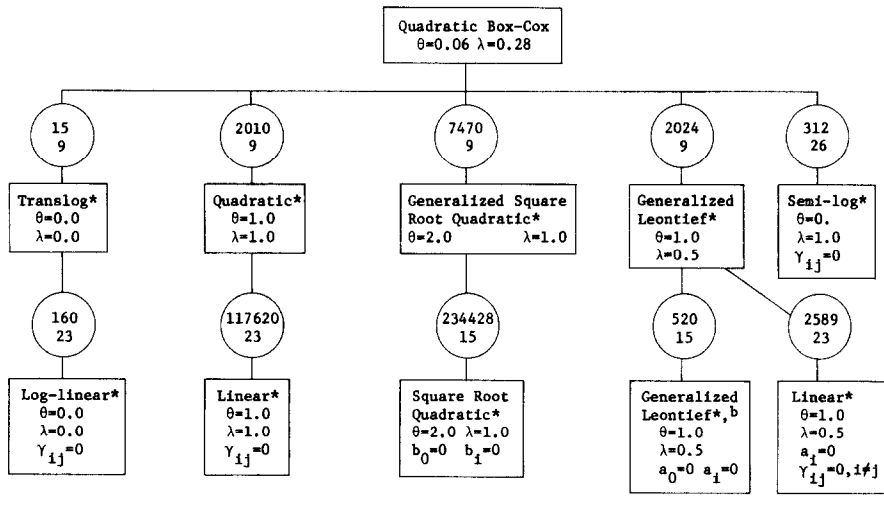 Quadratic Box-Cox
θ=0.06 λ=0.28
15
9
2010
9
7470
9
2024
9
312
26
Translog*
θ=0.0
λ=0.0
Quadratic*
θ=1.0
λ=1.0
Generalized Square
Root Quadratic*
θ=2.0 λ=1.0
Generalized
Leontief*
θ=1.0
λ=0.5
Semi-log*
θ=0.
λ=1.0
γij=0
160
23
117620
23
234428
15
520
15
2589
23
Log-linear*
θ=0.0
λ=0.0
γij=0
Linear*
θ=1.0
λ=1.0
γij=0
Square Root
Quadratic*
θ=2.0 λ=1.0
b0=0 bi=0
Generalized
Leontief*,b
θ=1.0
λ=0.5
a0=0 ai=0
Linear*
θ=1.0
λ=0.5
ai=0
γij=0,i≠j